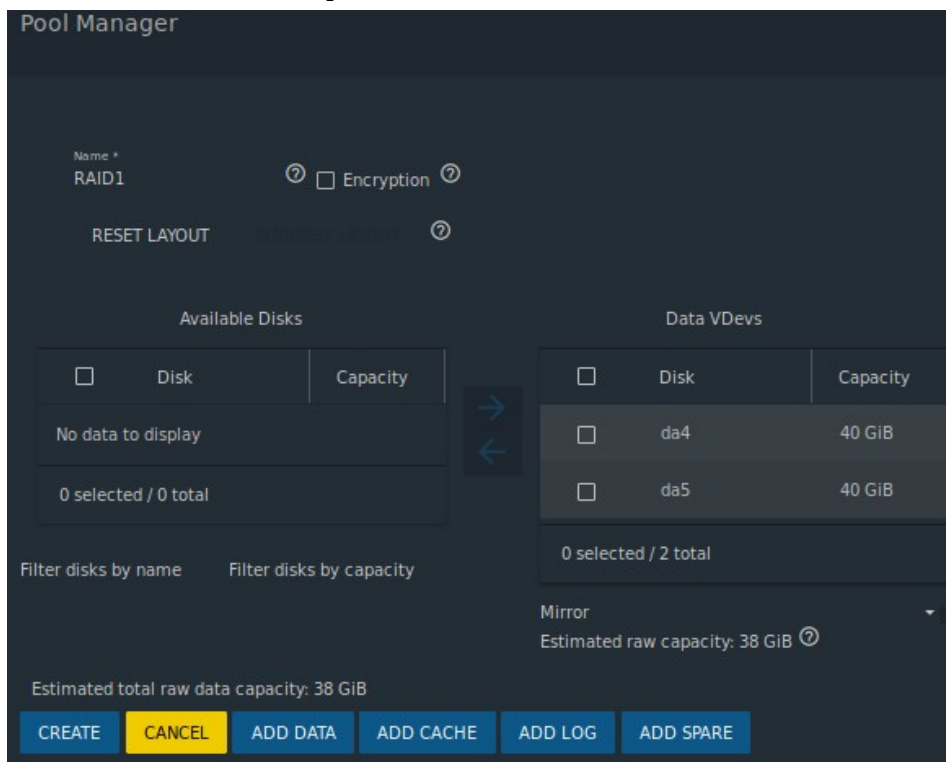 Pool Manager
Name *
RAID1
Encryption
RESET LAYOUT
SUGGEST LAYOUT
Available Disks
Disk Capacity
No data to display
0 selected / 0 total
Filter disks by name Filter disks by capacity
Data VDevs
Disk Capacity
da4 40 GiB
da5 40 GiB
0 selected / 2 total
Mirror
Estimated raw capacity: 38 GiB
Estimated total raw data capacity: 38 GiB
CREATE CANCEL ADD DATA ADD CACHE ADD LOG ADD SPARE